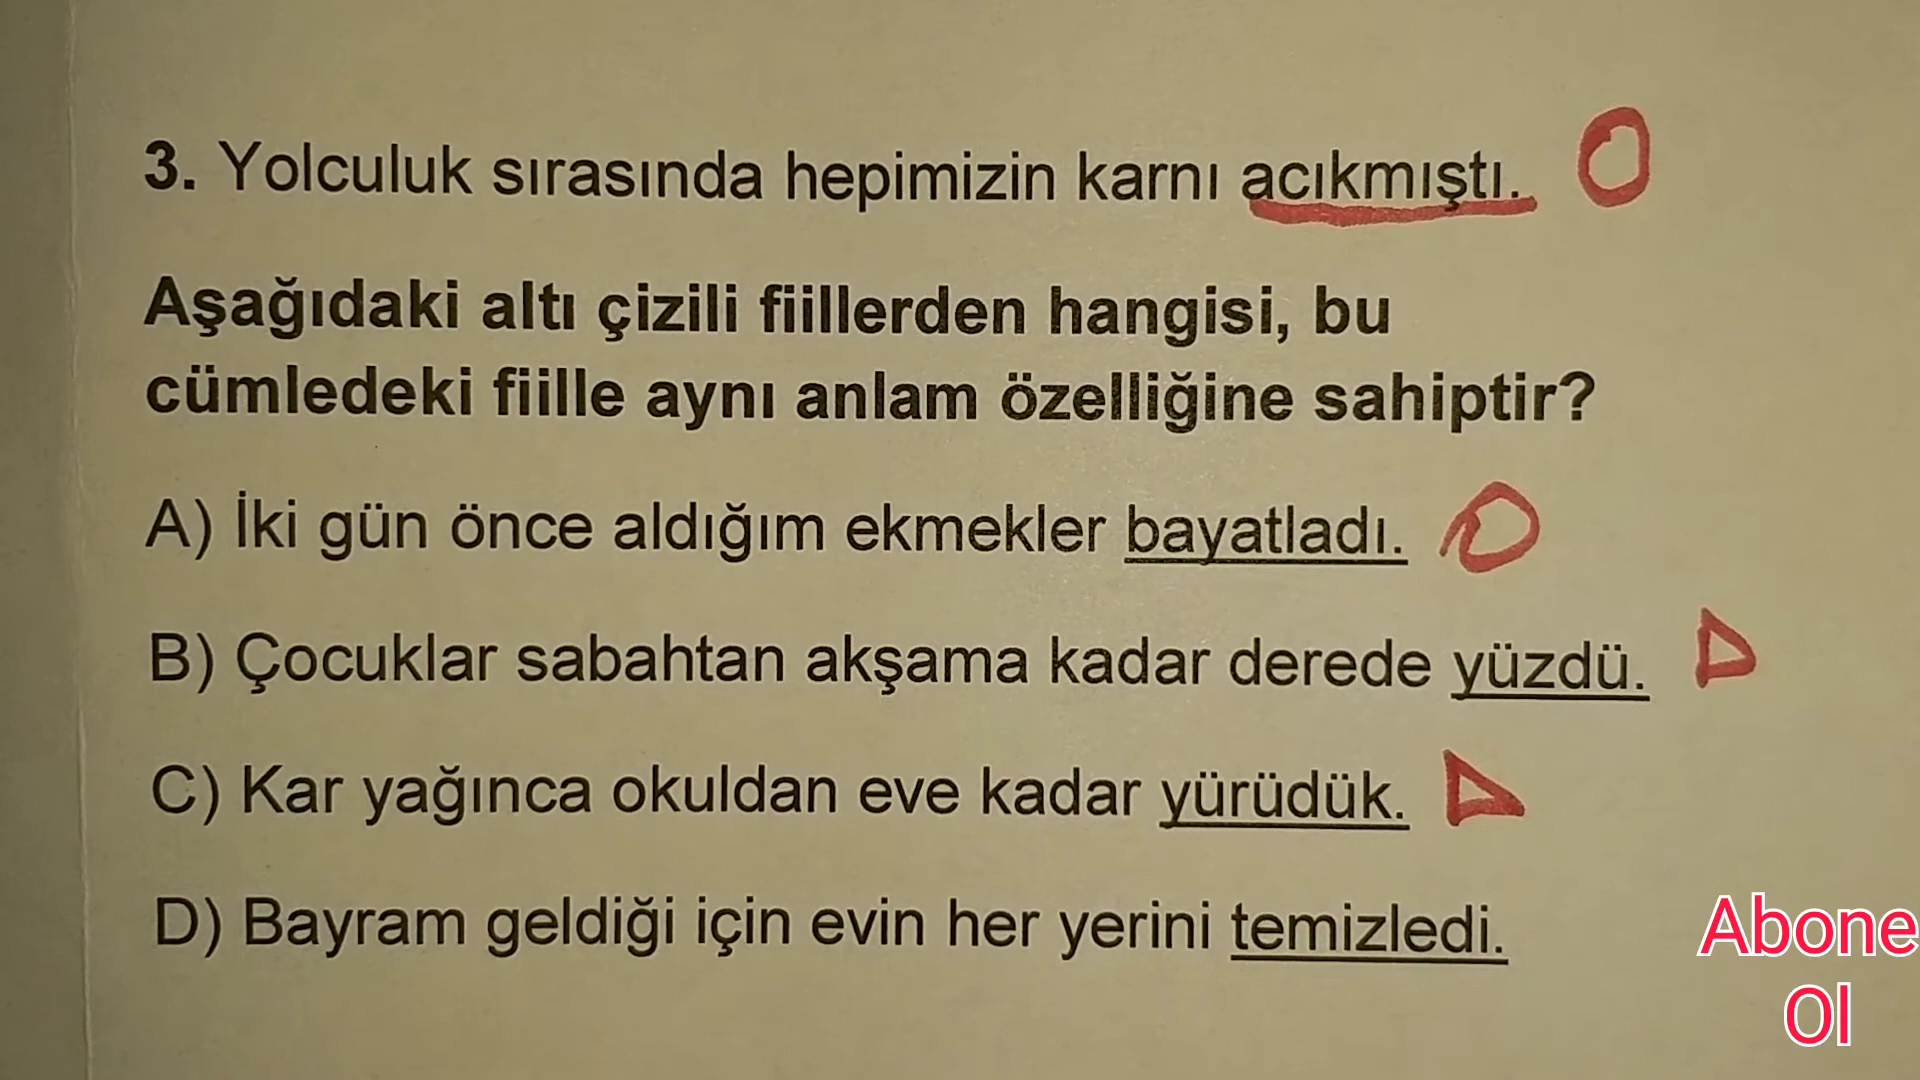 3. Yolculuk sırasında hepimizin karnı acıkmıştı. O
Aşağıdaki altı çizili fiillerden hangisi, bu
cümledeki fiille aynı anlam özelliğine sahiptir?
A) İki gün önce aldığım ekmekler bayatladı. O
B) Çocuklar sabahtan akşama kadar derede yüzdü. D
C) Kar yağınca okuldan eve kadar yürüdük. D
D) Bayram geldiği için evin her yerini temizledi.
Abone
Ol